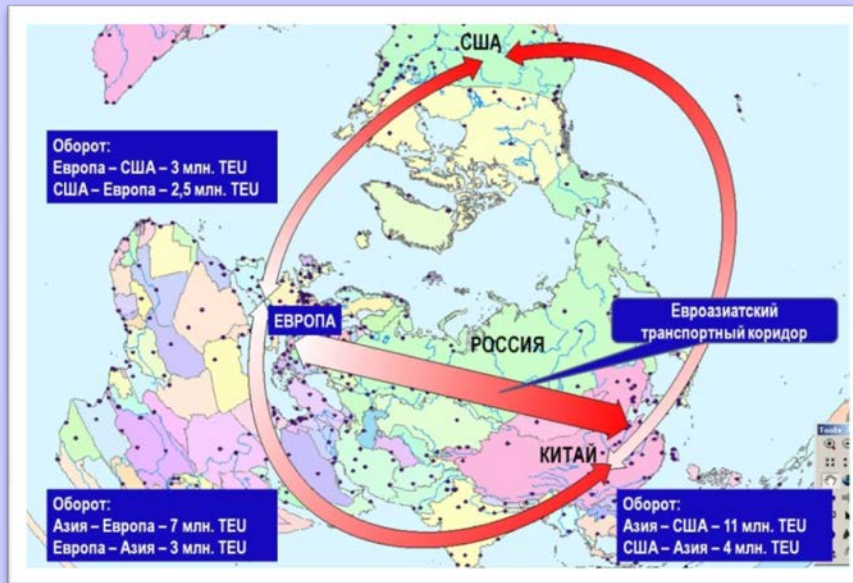 США
Оборот:
Европа – США – 3 млн. TEU
США – Европа – 2,5 млн. TEU
ЕВРОПА
Евроазиатский
транспортный коридор
РОССИЯ
КИТАЙ
Оборот:
Азия – Европа – 7 млн. TEU
Европа – Азия – 3 млн. TEU
Оборот:
Азия – США – 11 млн. TEU
США – Азия – 4 млн. TEU
Tools